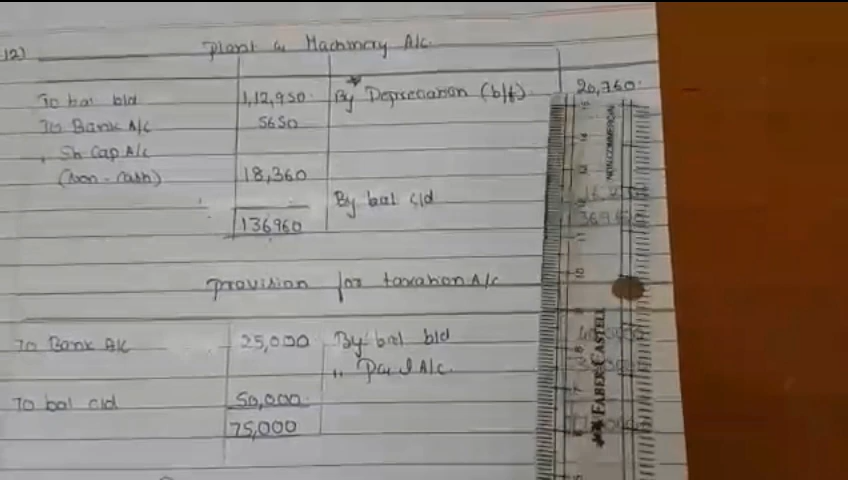 12)
Plant & Machinery A/c.
To bal b/d 1,12,950. By Depreciation (b/f). 20,760.
To Bank A/c 5650
" Sh Cap A/c
(Non-cash) 18,360
By bal c/d
136960
NON COMMERCIAL
Provision for taxation A/c
To Bank A/c 25,000 By bal b/d
" P&L A/c.
To bal c/d 50,000.
75,000
FABER-CASTELL